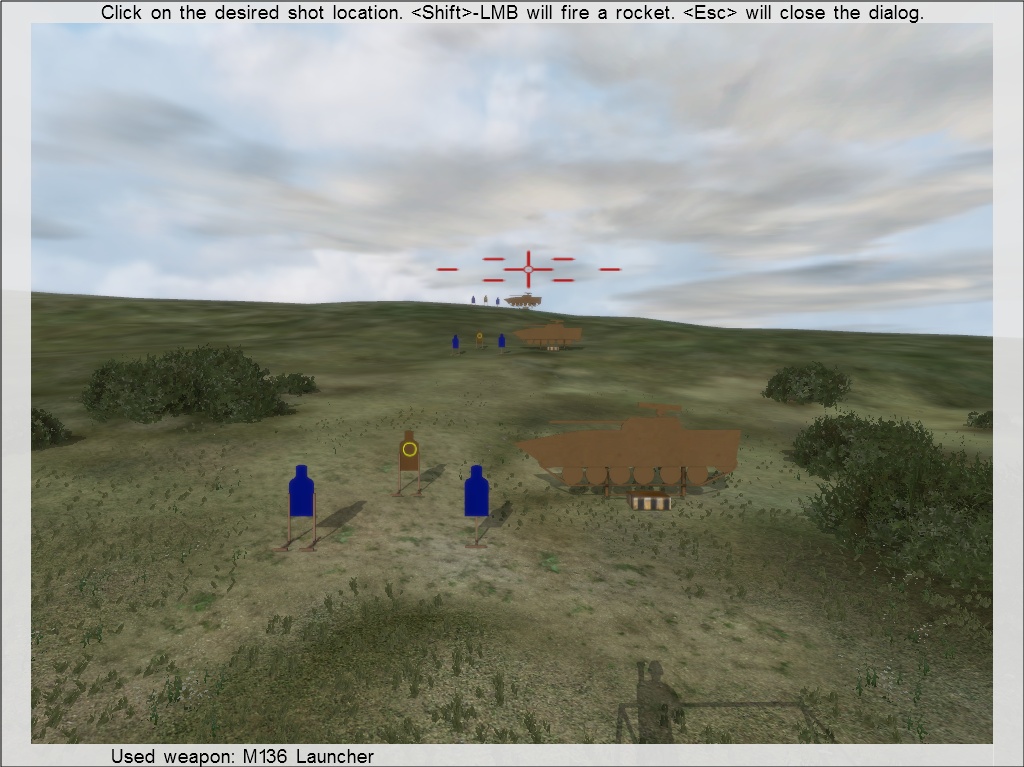 Click on the desired shot location. <Shift>-LMB will fire a rocket. <Esc> will close the dialog.
Used weapon: M136 Launcher